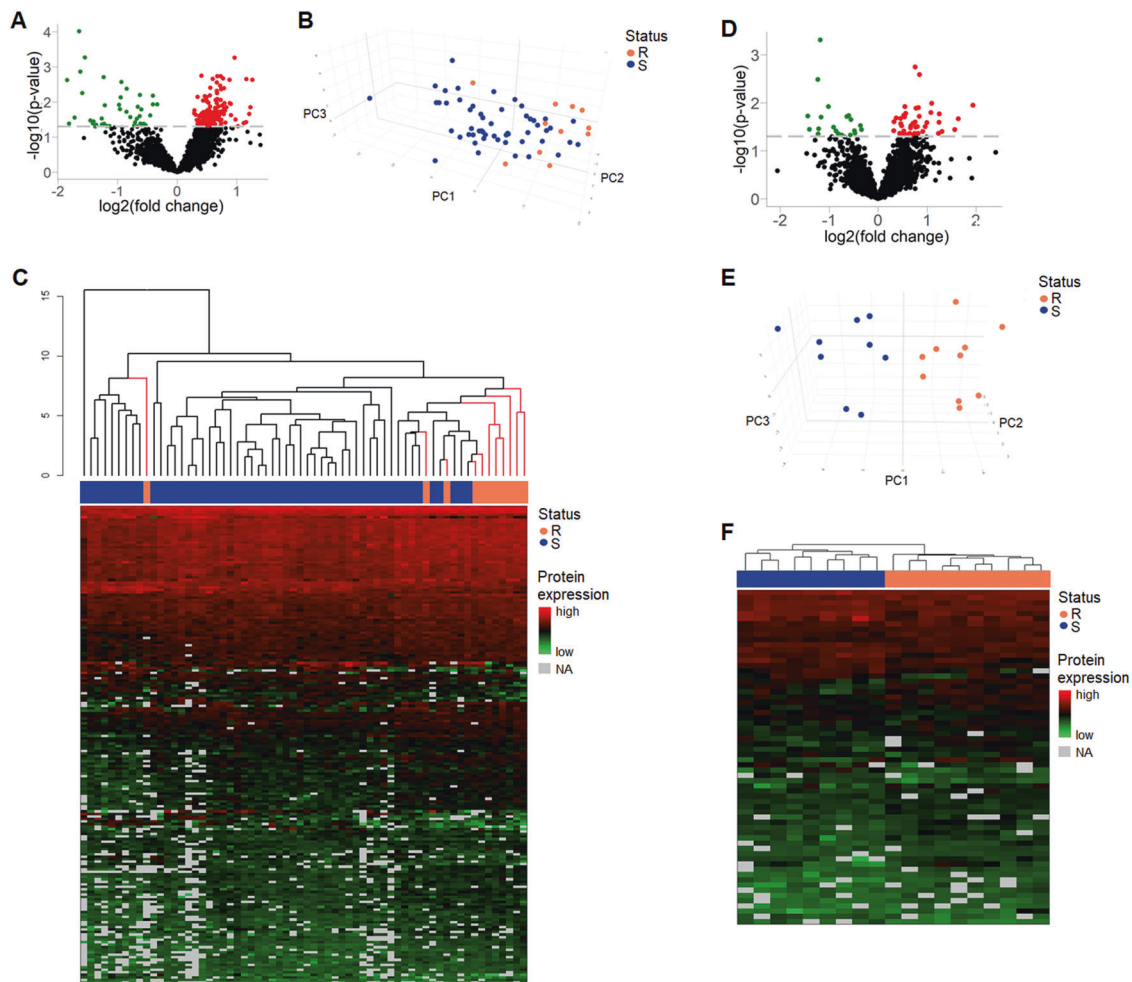 A
4
3
2
1
0
-log10(p-value)
-2
-1
0
1
log2(fold change)
B
Status
R
S
PC3
PC1
PC2
D
3
2
1
0
-log10(p-value)
-2
-1
0
1
2
log2(fold change)
C
15
10
5
0
Status
R
S
Protein
expression
high
low
NA
E
Status
R
S
PC3
PC2
PC1
F
Status
R
S
Protein
expression
high
low
NA